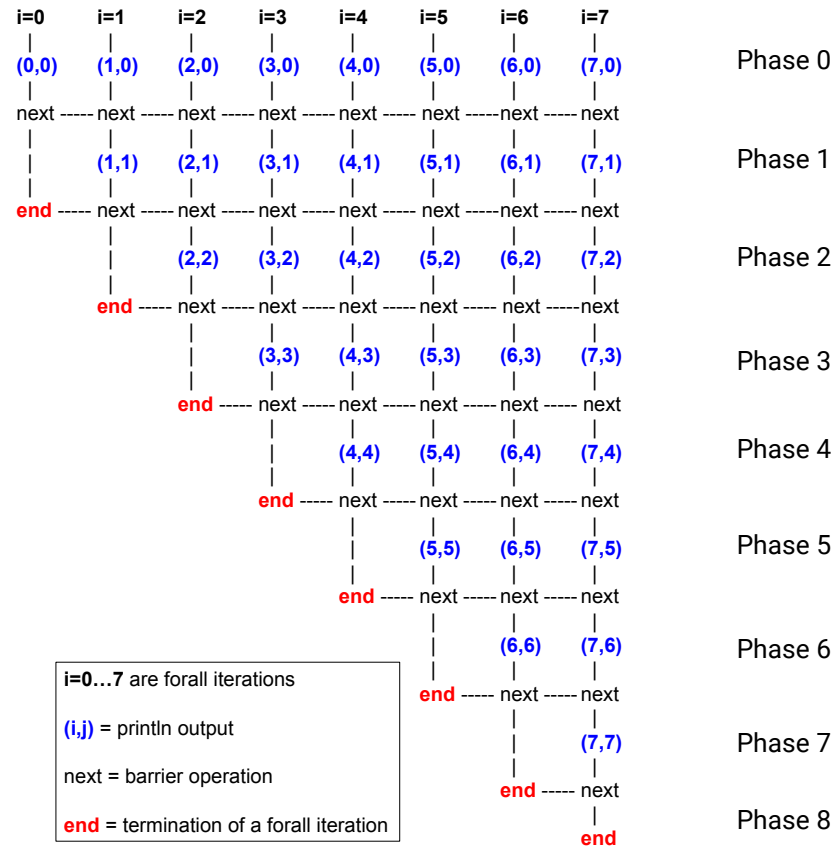 i=0 i=1 i=2 i=3 i=4 i=5 i=6 i=7
(0,0) (1,0) (2,0) (3,0) (4,0) (5,0) (6,0) (7,0) Phase 0
next ----- next ----- next ----- next ----- next ----- next ----- next ----- next
(1,1) (2,1) (3,1) (4,1) (5,1) (6,1) (7,1) Phase 1
end ----- next ----- next ----- next ----- next ----- next ----- next ----- next
(2,2) (3,2) (4,2) (5,2) (6,2) (7,2) Phase 2
end ----- next ----- next ----- next ----- next ----- next ----- next
(3,3) (4,3) (5,3) (6,3) (7,3) Phase 3
end ----- next ----- next ----- next ----- next ----- next
(4,4) (5,4) (6,4) (7,4) Phase 4
end ----- next ----- next ----- next ----- next
(5,5) (6,5) (7,5) Phase 5
end ----- next ----- next ----- next
(6,6) (7,6) Phase 6
end ----- next ----- next
(7,7) Phase 7
end ----- next
Phase 8
end
i=0…7 are forall iterations
(i,j) = println output
next = barrier operation
end = termination of a forall iteration